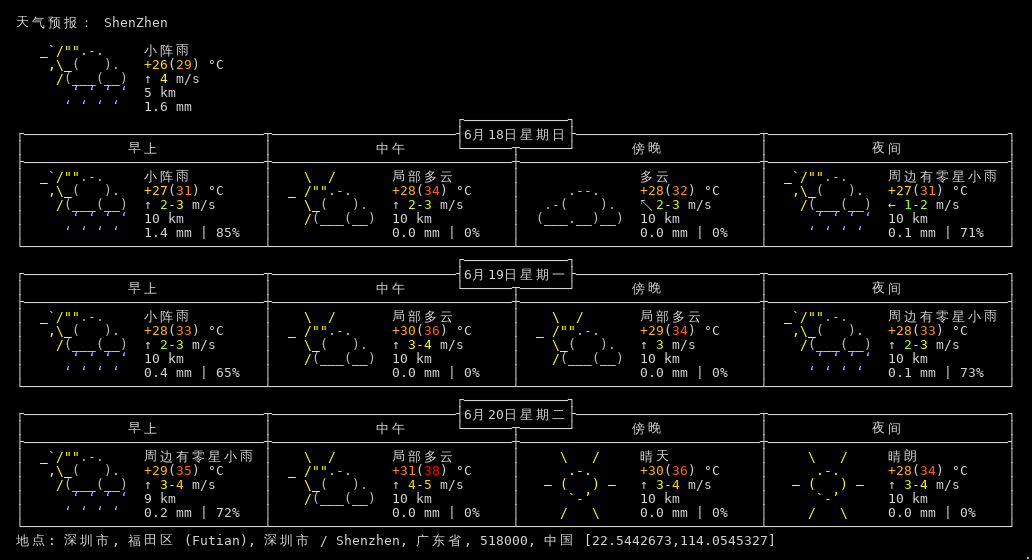 天气预报： ShenZhen
小阵雨
+26(29) °C
↑ 4 m/s
5 km
1.6 mm
6月18日星期日
早上 中午 傍晚 夜间
小阵雨 局部多云 多云 周边有零星小雨
+27(31) °C +28(34) °C +28(32) °C +27(31) °C
↑ 2-3 m/s ↑ 2-3 m/s ↖ 2-3 m/s ← 1-2 m/s
10 km 10 km 10 km 10 km
1.4 mm | 85% 0.0 mm | 0% 0.0 mm | 0% 0.1 mm | 71%
6月19日星期一
早上 中午 傍晚 夜间
小阵雨 局部多云 局部多云 周边有零星小雨
+28(33) °C +30(36) °C +29(34) °C +28(33) °C
↑ 2-3 m/s ↑ 3-4 m/s ↑ 3 m/s ↑ 2-3 m/s
10 km 10 km 10 km 10 km
0.4 mm | 65% 0.0 mm | 0% 0.0 mm | 0% 0.1 mm | 73%
6月20日星期二
早上 中午 傍晚 夜间
周边有零星小雨 局部多云 晴天 晴朗
+29(35) °C +31(38) °C +30(36) °C +28(34) °C
↑ 3-4 m/s ↑ 4-5 m/s ↑ 3-4 m/s ↑ 3-4 m/s
9 km 10 km 10 km 10 km
0.2 mm | 72% 0.0 mm | 0% 0.0 mm | 0% 0.0 mm | 0%
地点: 深圳市, 福田区 (Futian), 深圳市 / Shenzhen, 广东省, 518000, 中国 [22.5442673,114.0545327]